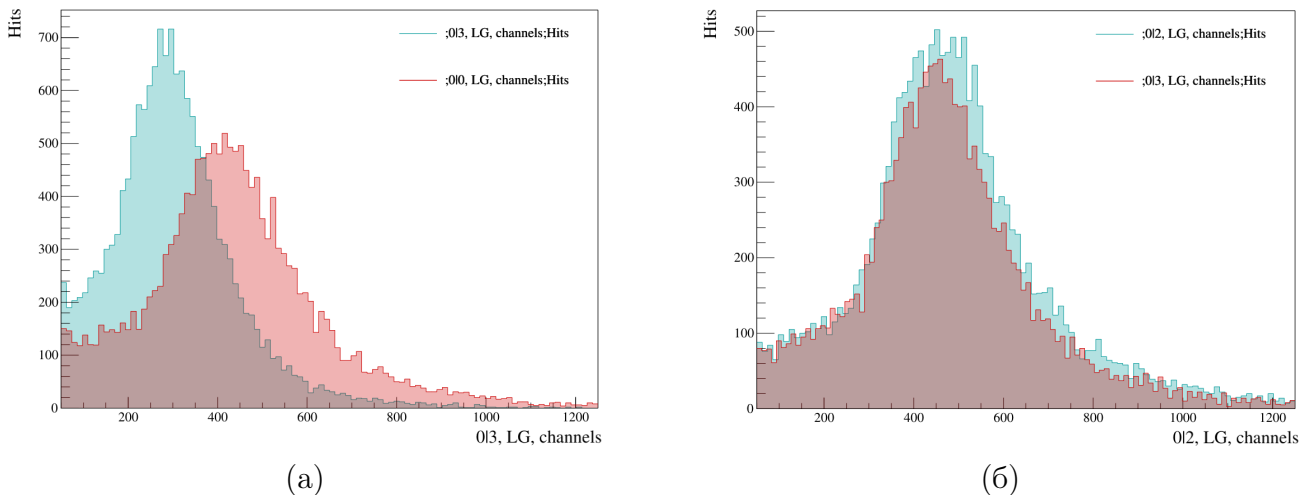 Hits
700
600
500
400
300
200
100
0
200
400
600
800
1000
1200
;0|3, LG, channels;Hits
;0|0, LG, channels;Hits
0|3, LG, channels
(а)
Hits
500
400
300
200
100
0
200
400
600
800
1000
1200
;0|2, LG, channels;Hits
;0|3, LG, channels;Hits
0|2, LG, channels
(б)